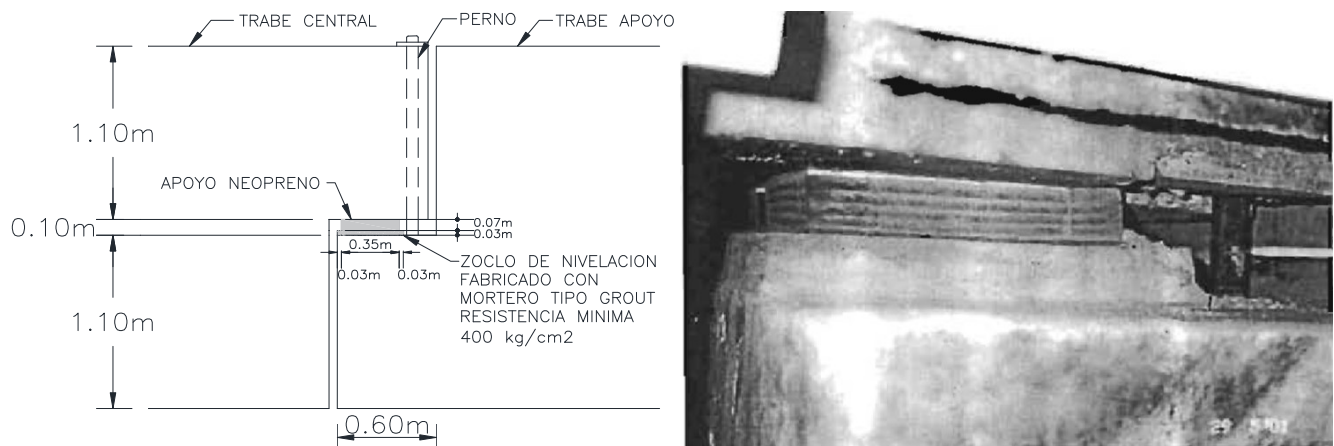 TRABE CENTRAL
PERNO
TRABE APOYO
1.10m
APOYO NEOPRENO
0.10m
0.07m
0.03m
0.35m
0.03m
0.03m
ZOCLO DE NIVELACION
FABRICADO CON
MORTERO TIPO GROUT
RESISTENCIA MINIMA
400 kg/cm2
1.10m
0.60m